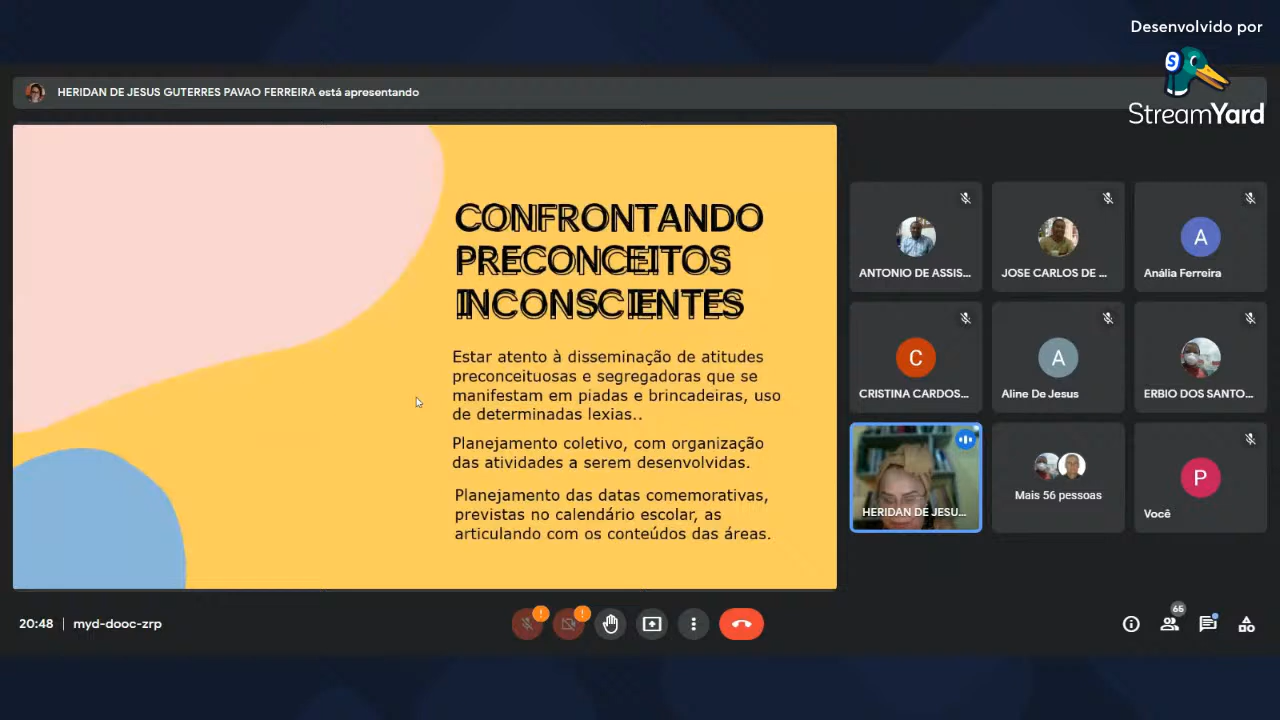 Desenvolvido por
StreamYard
HERIDAN DE JESUS GUTERRES PAVAO FERREIRA está apresentando
CONFRONTANDO
PRECONCEITOS
INCONSCIENTES
Estar atento à disseminação de atitudes
preconceituosas e segregadoras que se
manifestam em piadas e brincadeiras, uso
de determinadas lexias..
Planejamento coletivo, com organização
das atividades a serem desenvolvidas.
Planejamento das datas comemorativas,
previstas no calendário escolar, as
articulando com os conteúdos das áreas.
ANTONIO DE ASSIS...
JOSE CARLOS DE ...
A
Anália Ferreira
C
CRISTINA CARDOS...
A
Aline De Jesus
ERBIO DOS SANTO...
HERIDAN DE JESU...
Mais 56 pessoas
P
Você
20:48 | myd-dooc-zrp
66